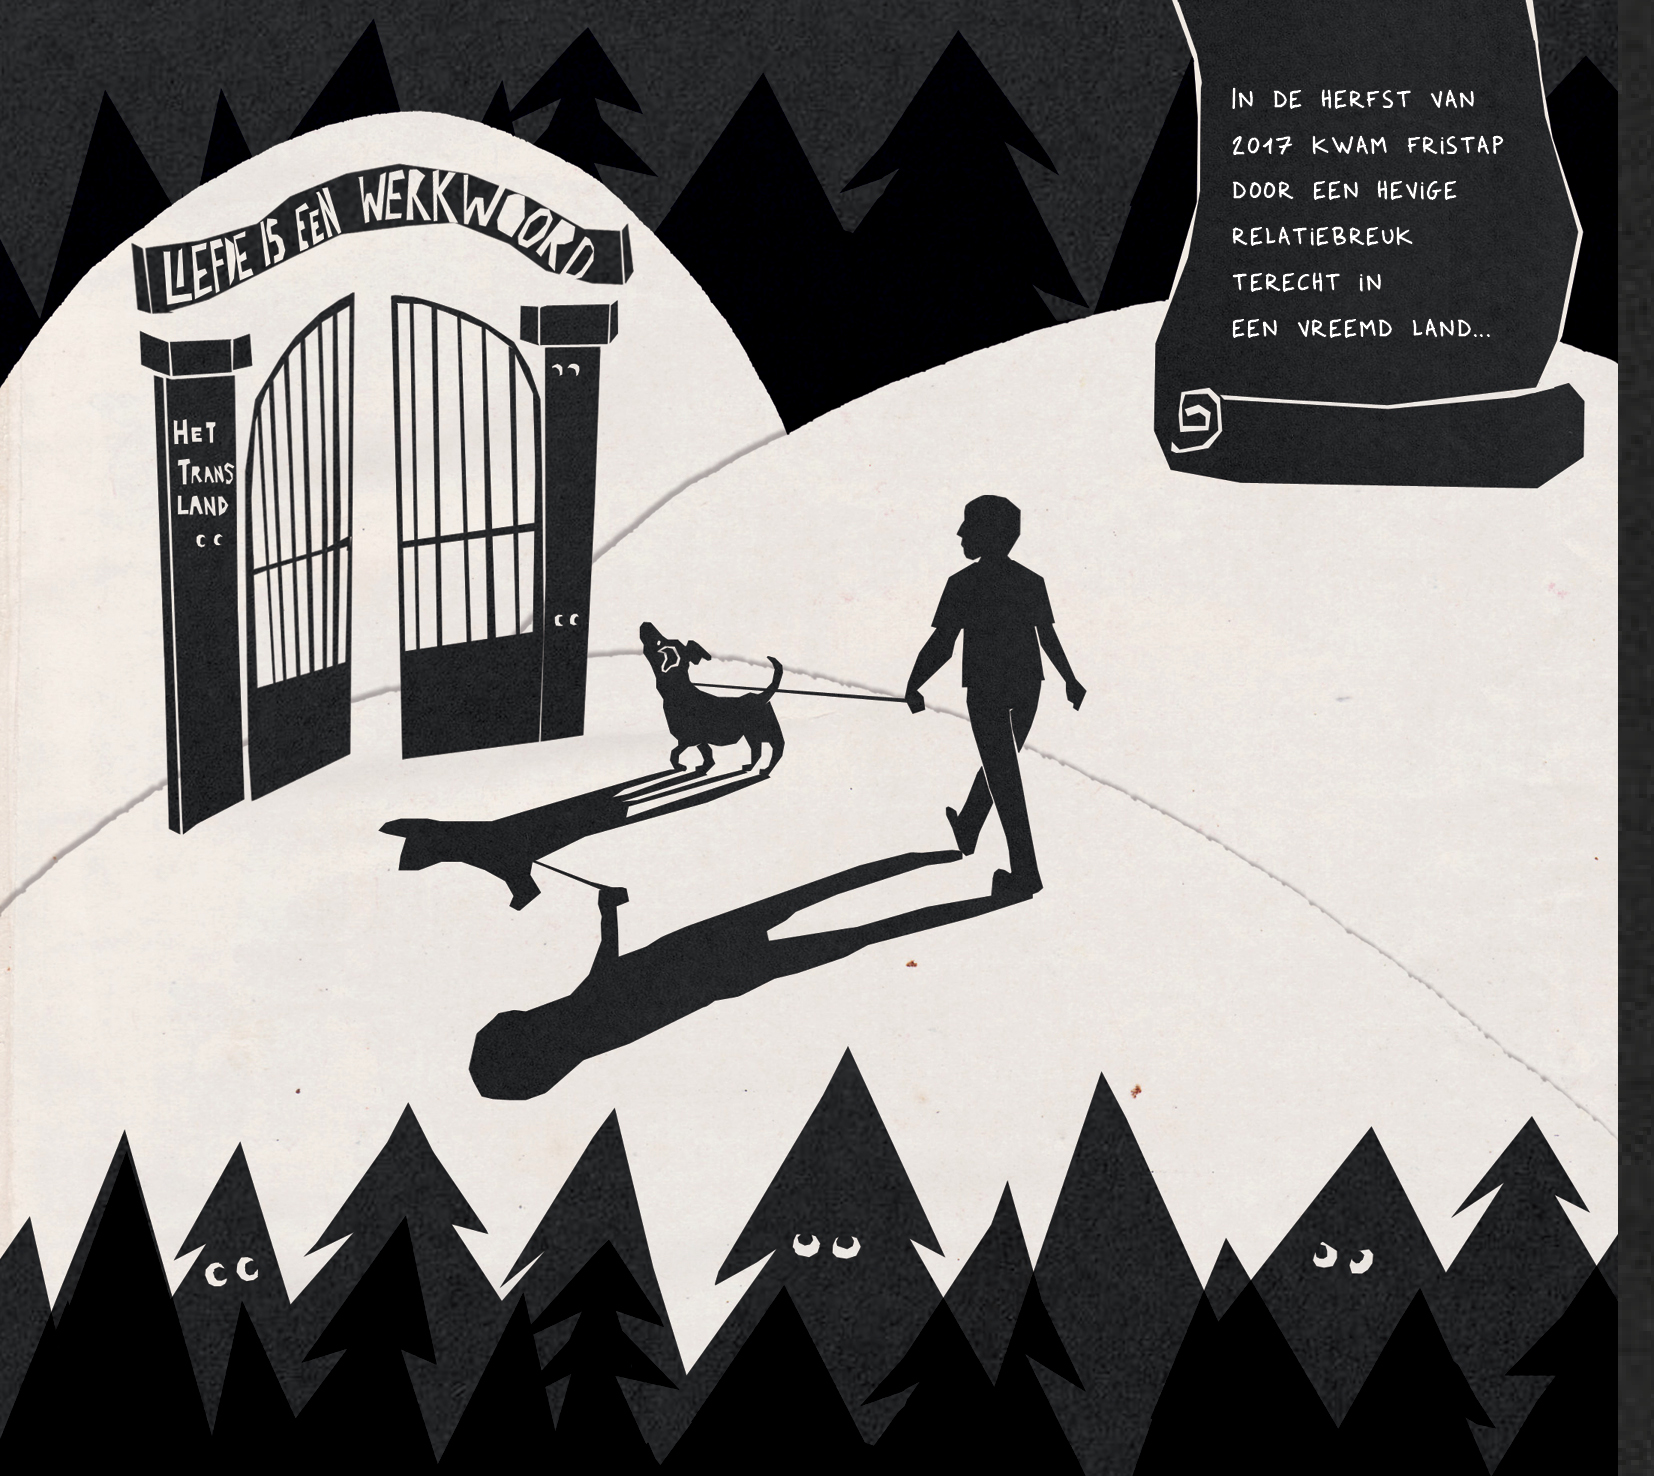 LIEFDE IS EEN WERKWOORD
HET
TRANS
LAND
IN DE HERFST VAN
2017 KWAM FRISTAP
DOOR EEN HEVIGE
RELATIEBREUK
TERECHT IN
EEN VREEMD LAND...